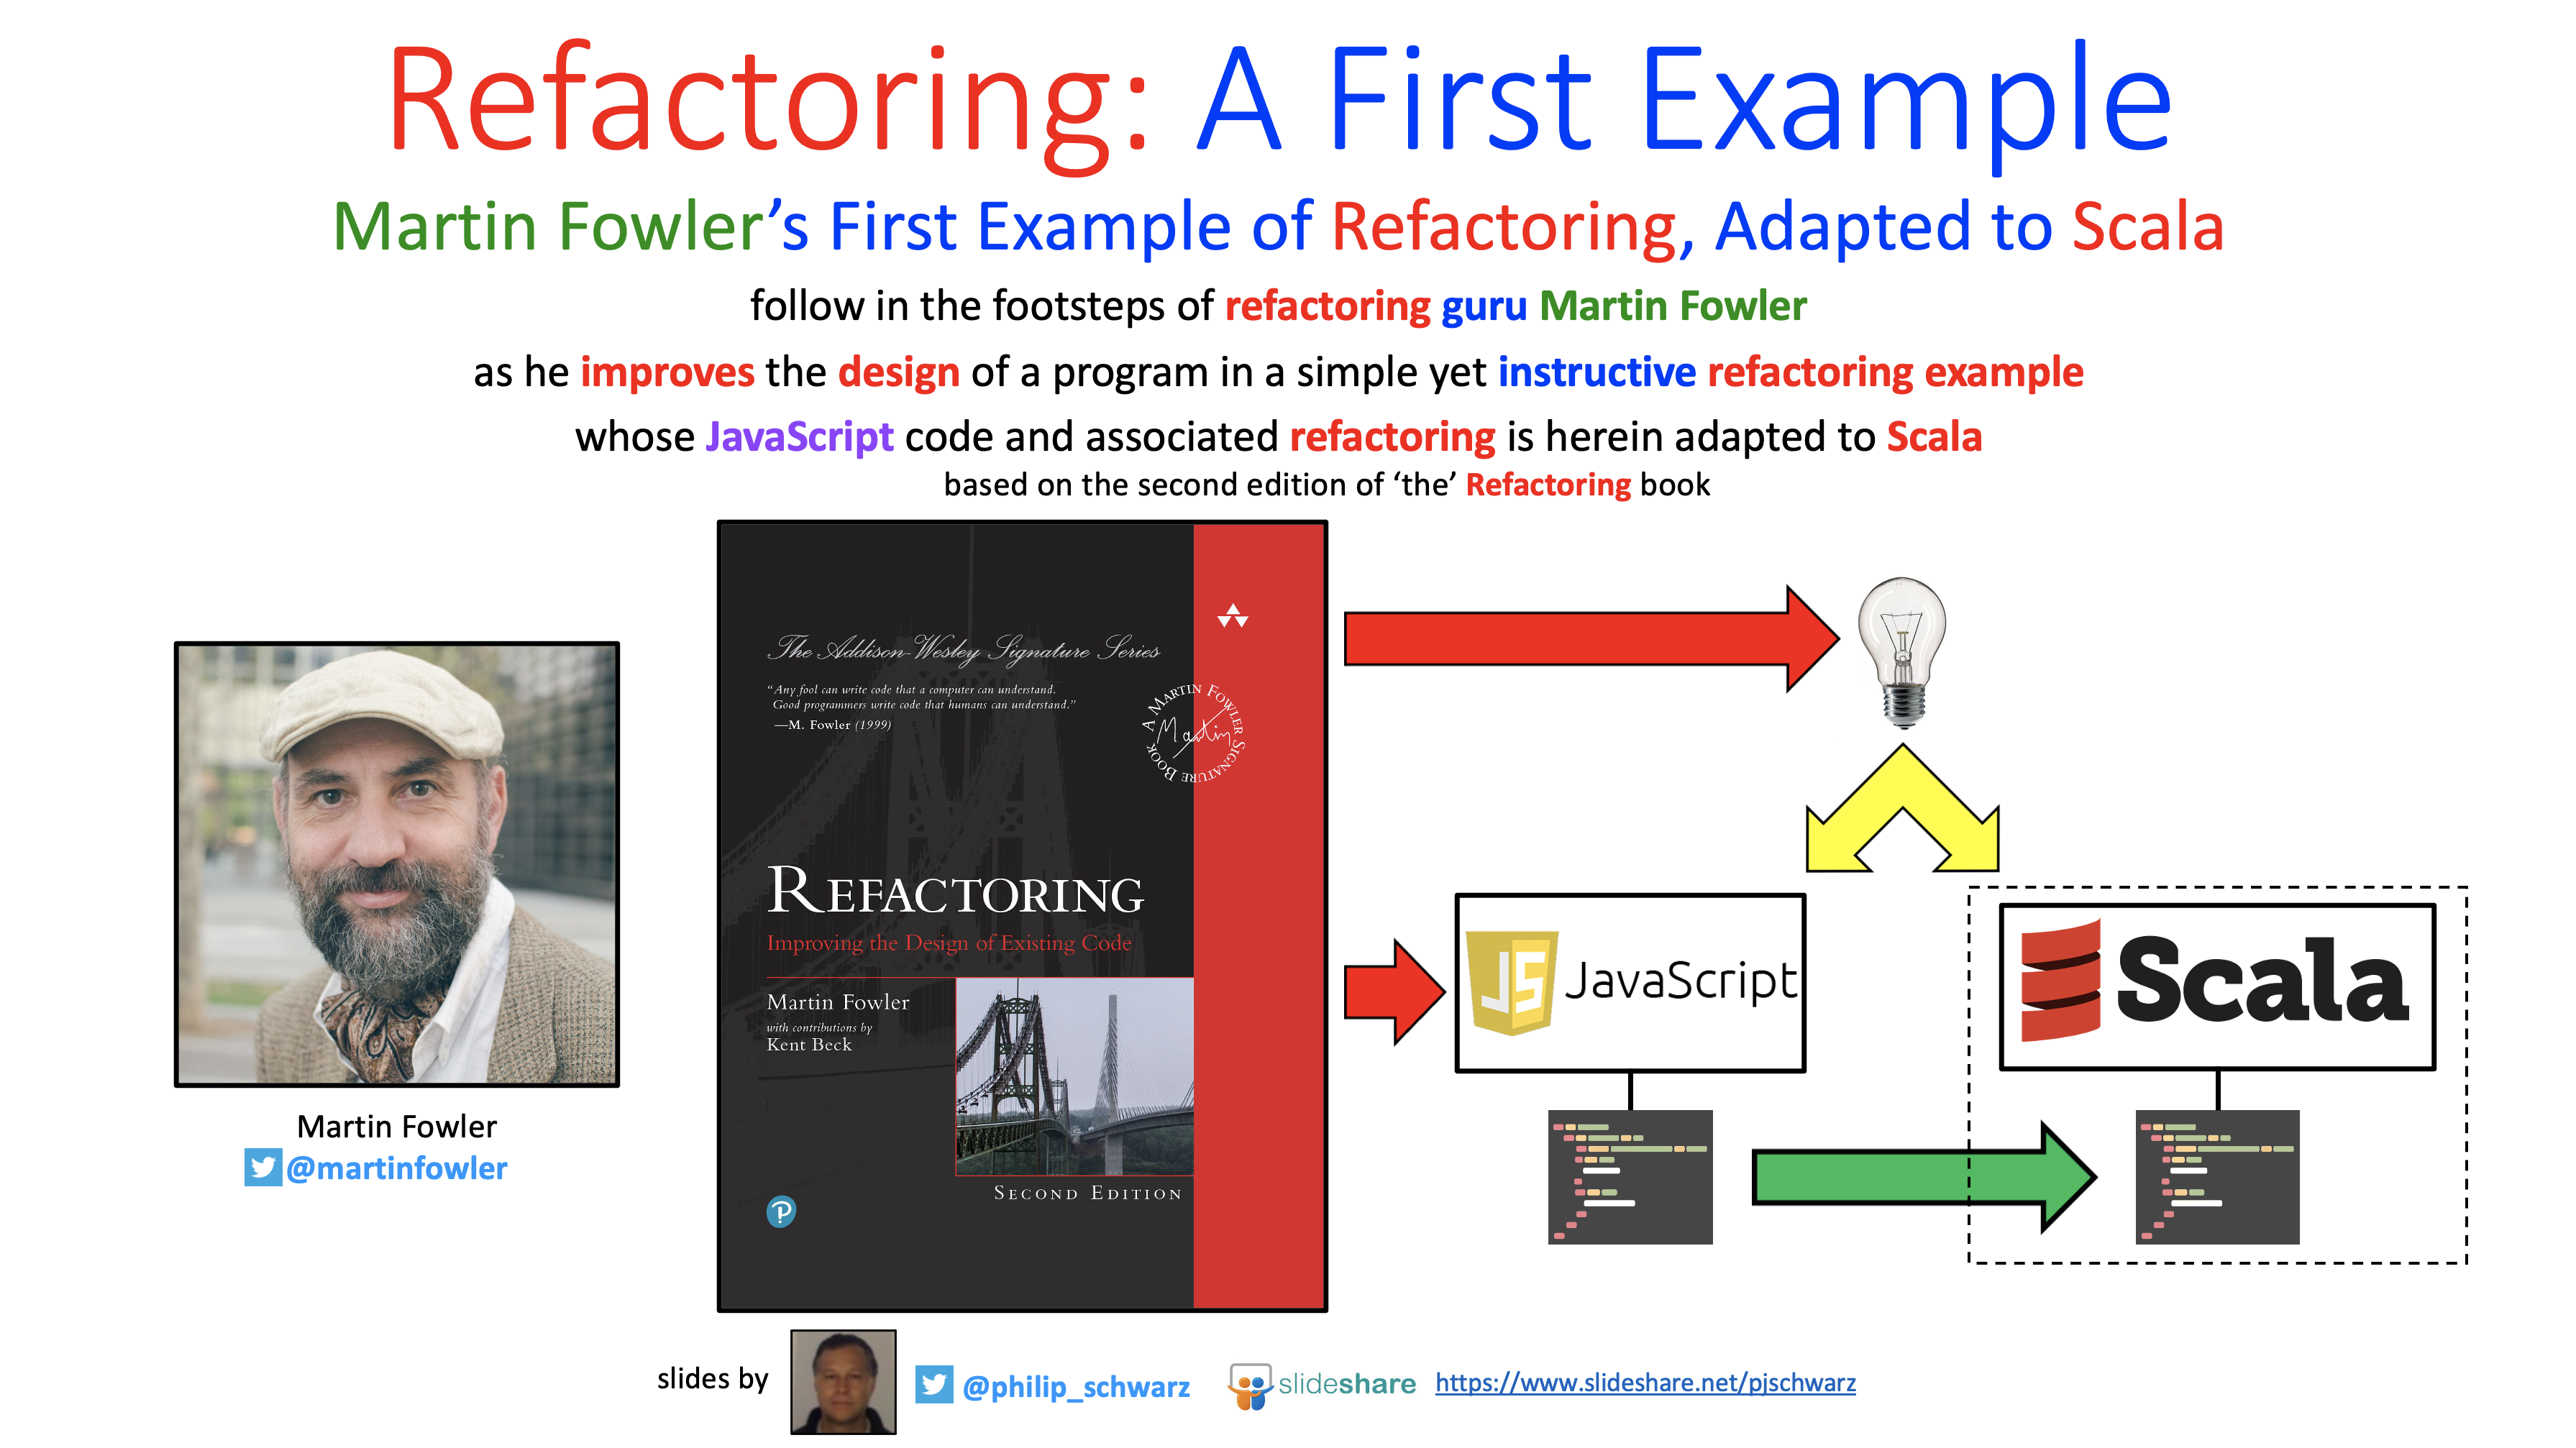 Refactoring: A First Example
Martin Fowler’s First Example of Refactoring, Adapted to Scala
follow in the footsteps of refactoring guru Martin Fowler
as he improves the design of a program in a simple yet instructive refactoring example
whose JavaScript code and associated refactoring is herein adapted to Scala
based on the second edition of ‘the’ Refactoring book
The Addison-Wesley Signature Series
“Any fool can write code that a computer can understand.
Good programmers write code that humans can understand.”
—M. Fowler (1999)
A MARTIN FOWLER SIGNATURE BOOK
Martin
REFACTORING
Improving the Design of Existing Code
Martin Fowler
with contributions by
Kent Beck
SECOND EDITION
P
Martin Fowler
@martinfowler
JS JavaScript
Scala
slides by
@philip_schwarz
slideshare
https://www.slideshare.net/pjschwarz